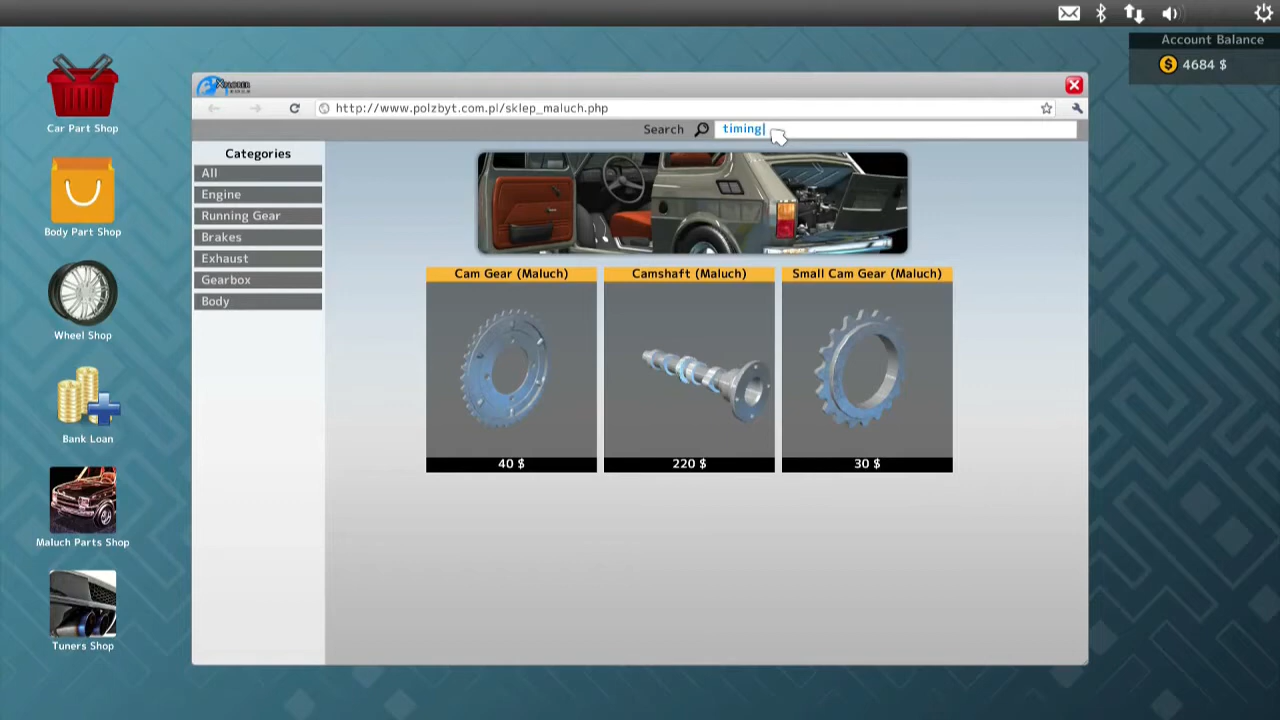 Account Balance
$ 4684 $
Car Part Shop
Body Part Shop
Wheel Shop
Bank Loan
Maluch Parts Shop
Tuners Shop
http://www.polzbyt.com.pl/sklep_maluch.php
Search
timing
Categories
All
Engine
Running Gear
Brakes
Exhaust
Gearbox
Body
Cam Gear (Maluch)
40 $
Camshaft (Maluch)
220 $
Small Cam Gear (Maluch)
30 $